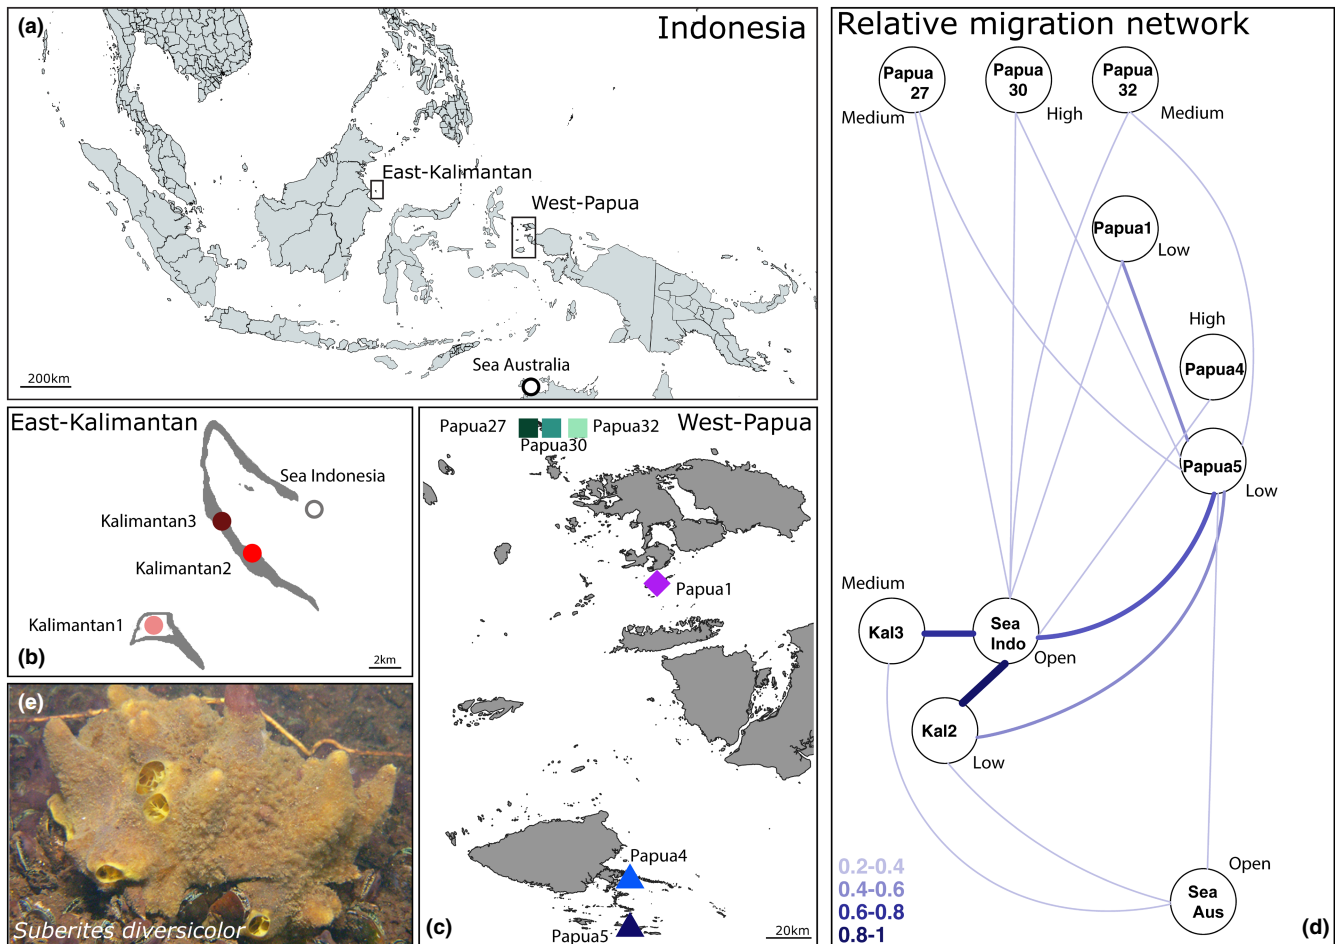 (a)
Indonesia
East-Kalimantan
West-Papua
Sea Australia
200km
East-Kalimantan
Sea Indonesia
Kalimantan3
Kalimantan2
Kalimantan1
(b)
2km
(e)
Suberites diversicolor
Papua27
Papua32
West-Papua
Papua30
Papua1
Papua4
(c)
Papua5
20km
Relative migration network
Papua
27
Medium
Papua
30
High
Papua
32
Medium
Papua1
Low
High
Papua4
Papua5
Low
Medium
Kal3
Sea
Indo
Open
Kal2
Low
Open
Sea
Aus
0.2-0.4
0.4-0.6
0.6-0.8
0.8-1
(d)